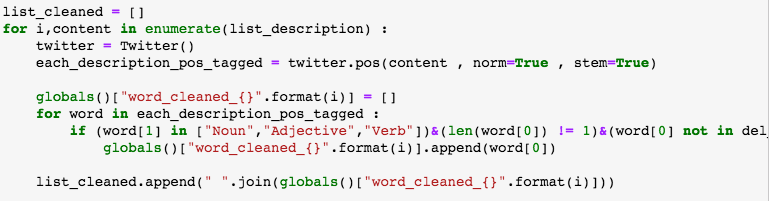 list_cleaned = []
for i,content in enumerate(list_description) :
    twitter = Twitter()
    each_description_pos_tagged = twitter.pos(content , norm=True , stem=True)
    globals()["word_cleaned_{}".format(i)] = []
    for word in each_description_pos_tagged :
        if (word[1] in ["Noun","Adjective","Verb"])&(len(word[0]) != 1)&(word[0] not in del_
            globals()["word_cleaned_{}".format(i)].append(word[0])
    list_cleaned.append(" ".join(globals()["word_cleaned_{}".format(i)]))